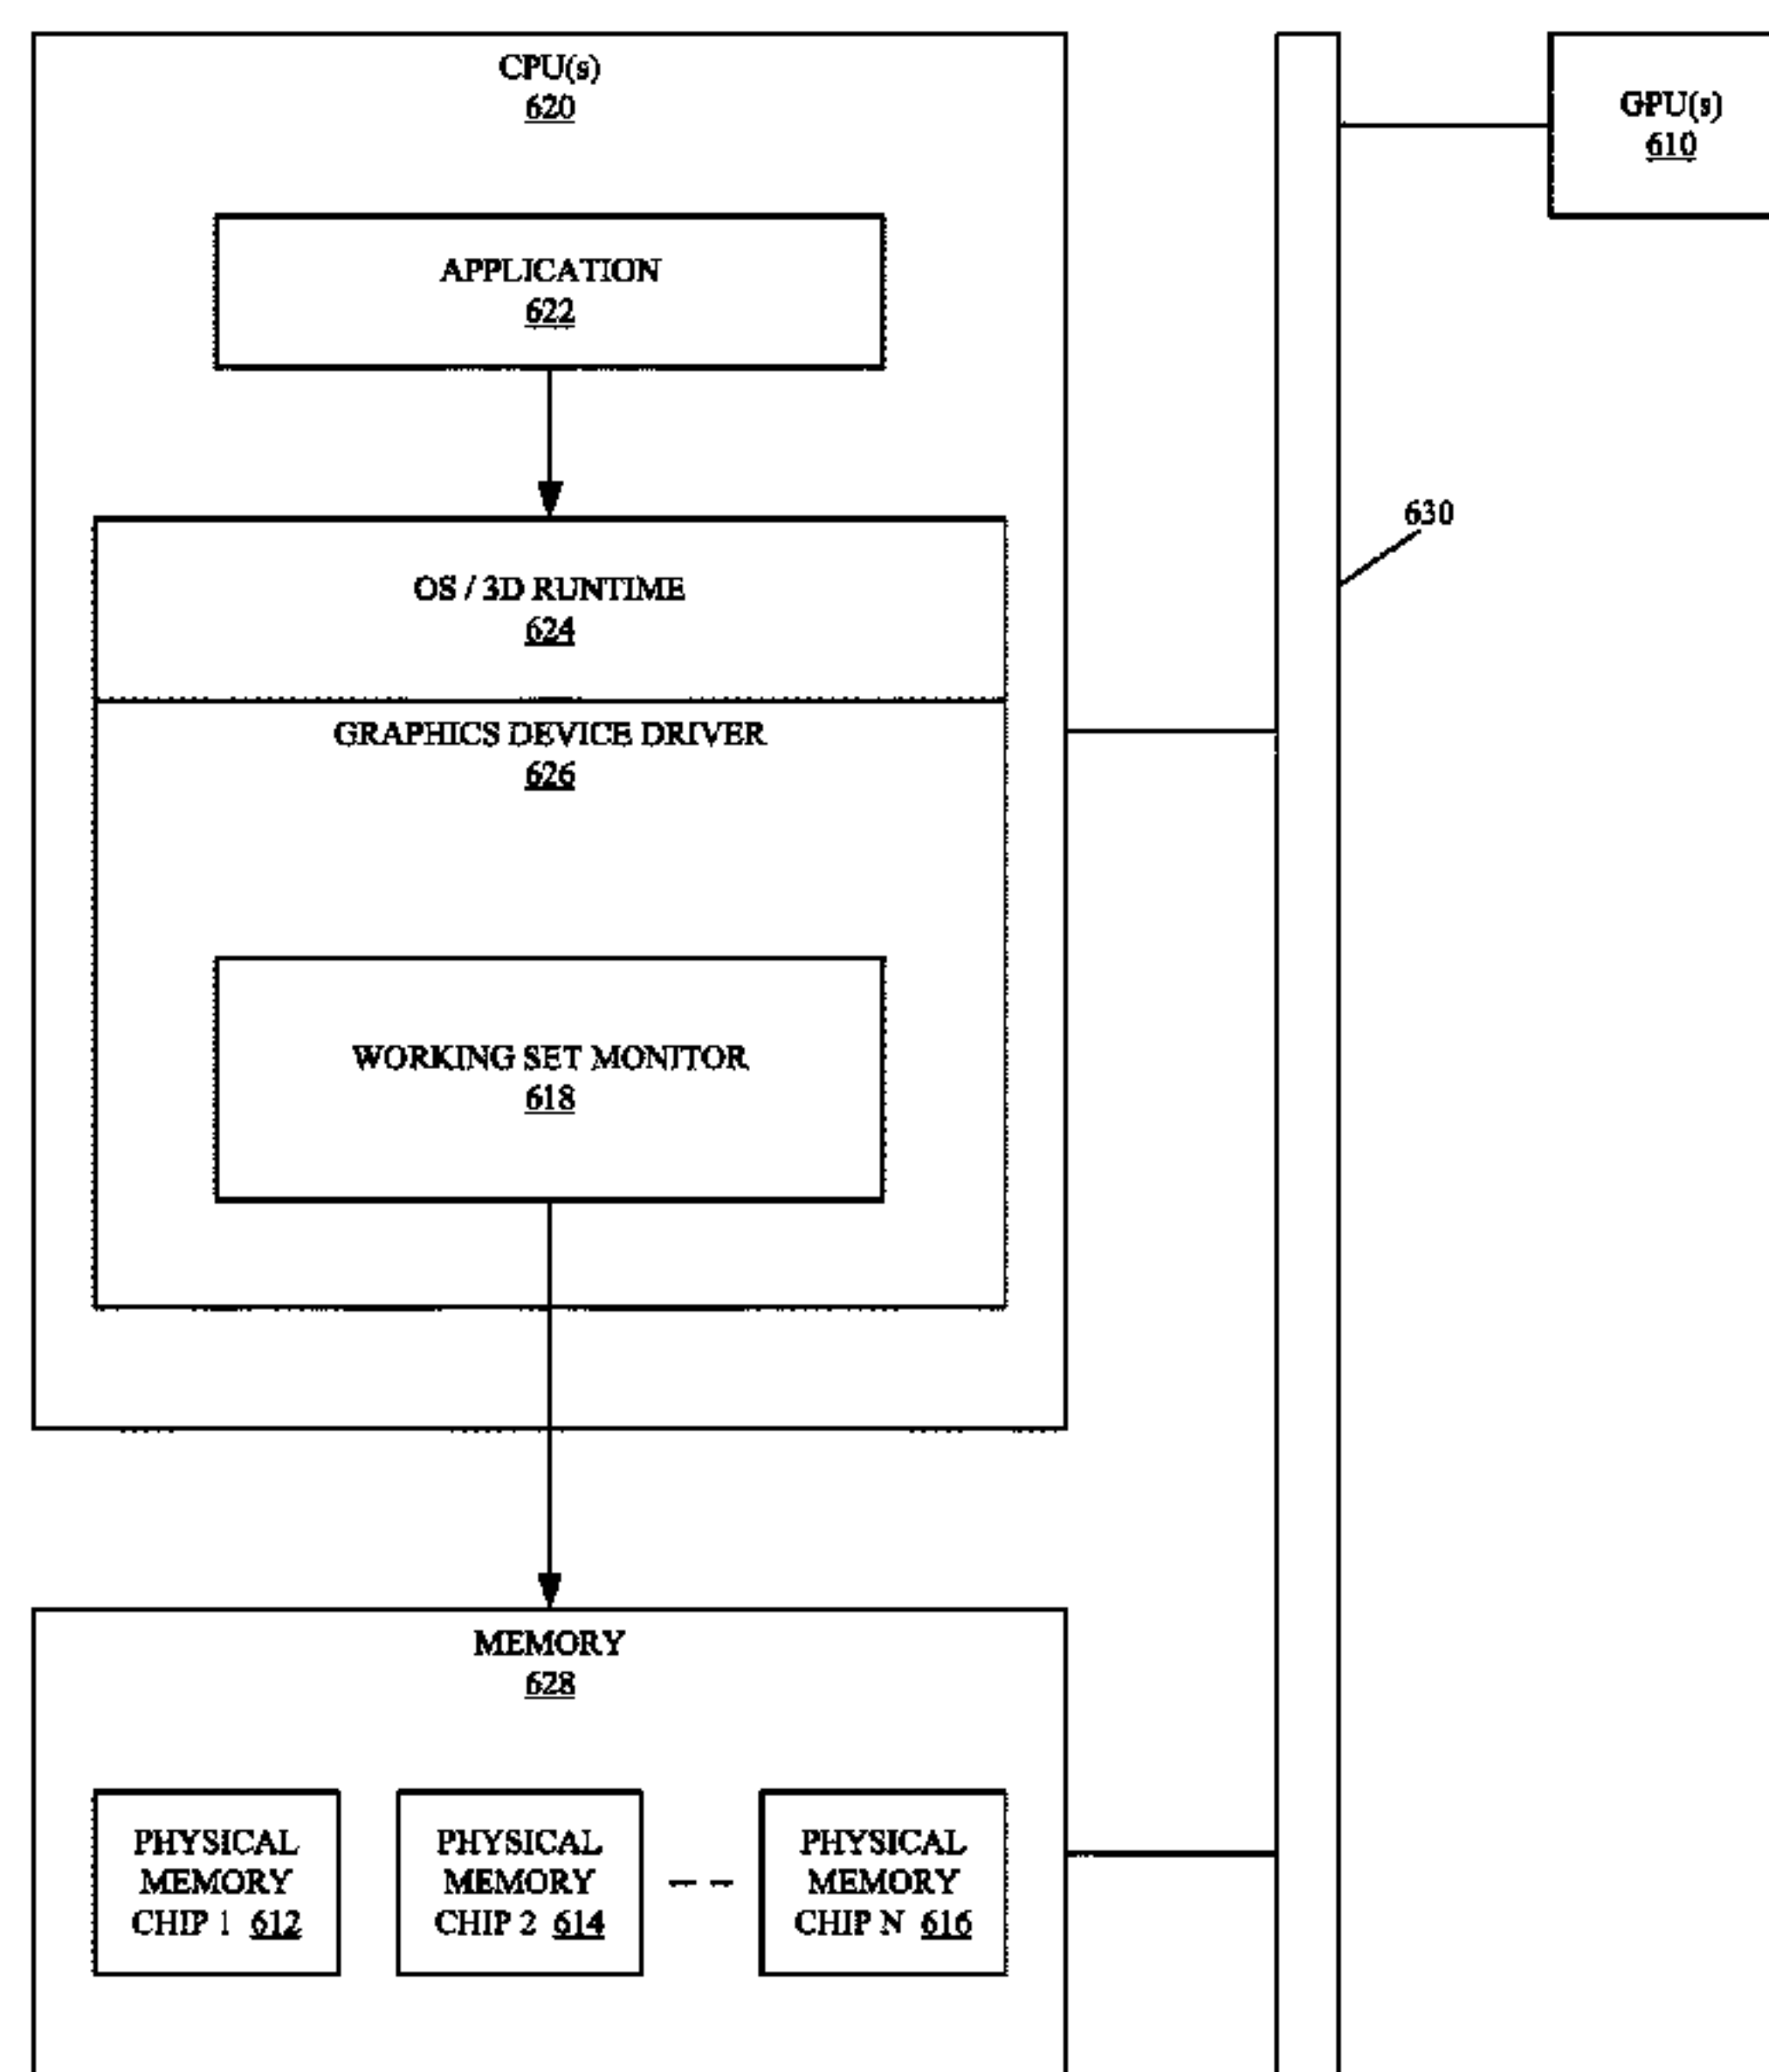 CPU(s)
620
GPU(s)
610
APPLICATION
622
630
OS / 3D RUNTIME
624
GRAPHICS DEVICE DRIVER
626
WORKING SET MONITOR
618
MEMORY
628
PHYSICAL
MEMORY
CHIP 1 612
PHYSICAL
MEMORY
CHIP 2 614
PHYSICAL
MEMORY
CHIP N 616